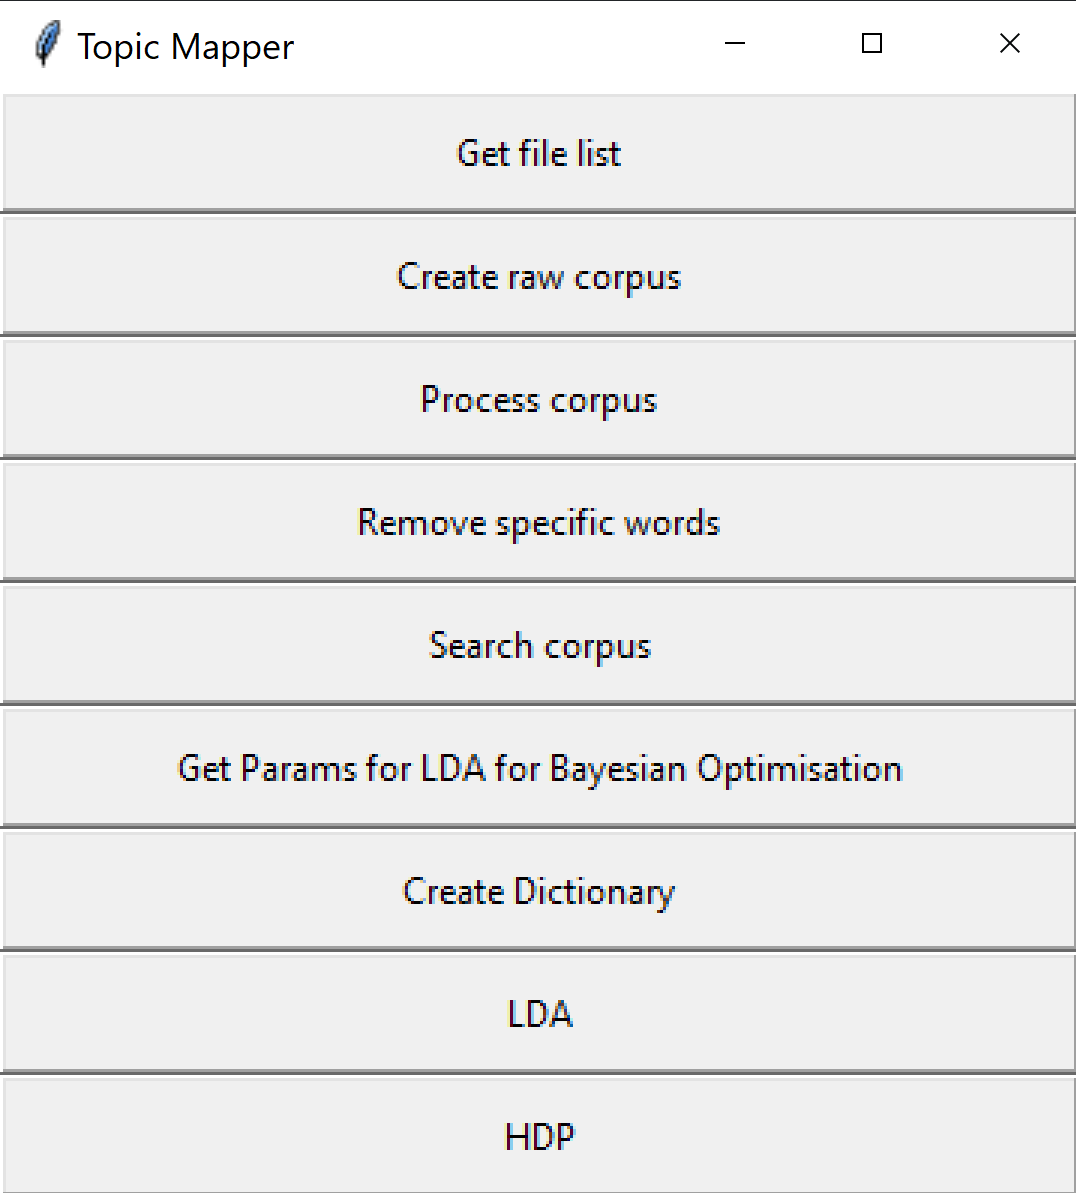 Topic Mapper
Get file list
Create raw corpus
Process corpus
Remove specific words
Search corpus
Get Params for LDA for Bayesian Optimisation
Create Dictionary
LDA
HDP